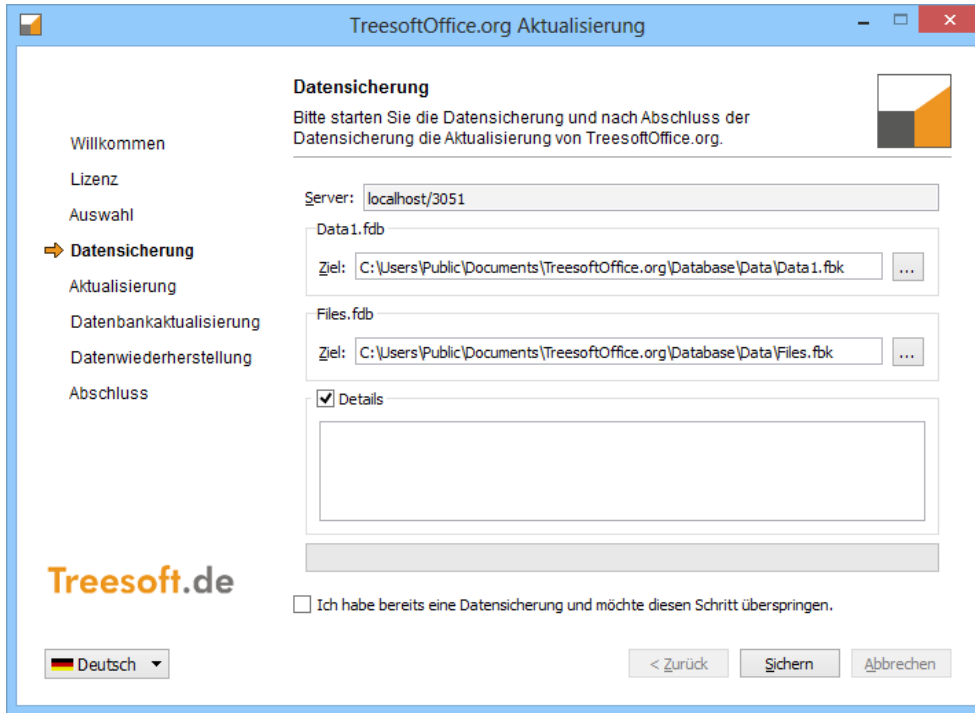 TreesoftOffice.org Aktualisierung
Datensicherung
Bitte starten Sie die Datensicherung und nach Abschluss der
Datensicherung die Aktualisierung von TreesoftOffice.org.
Willkommen
Lizenz
Auswahl
Datensicherung
Aktualisierung
Datenbankaktualisierung
Datenwiederherstellung
Abschluss
Server: localhost/3051
Data1.fdb
Ziel: C:\Users\Public\Documents\TreesoftOffice.org\Database\Data\Data1.fbk ...
Files.fdb
Ziel: C:\Users\Public\Documents\TreesoftOffice.org\Database\Data\Files.fbk ...
Details
Treesoft.de
Ich habe bereits eine Datensicherung und möchte diesen Schritt überspringen.
Deutsch
< Zurück Sichern Abbrechen